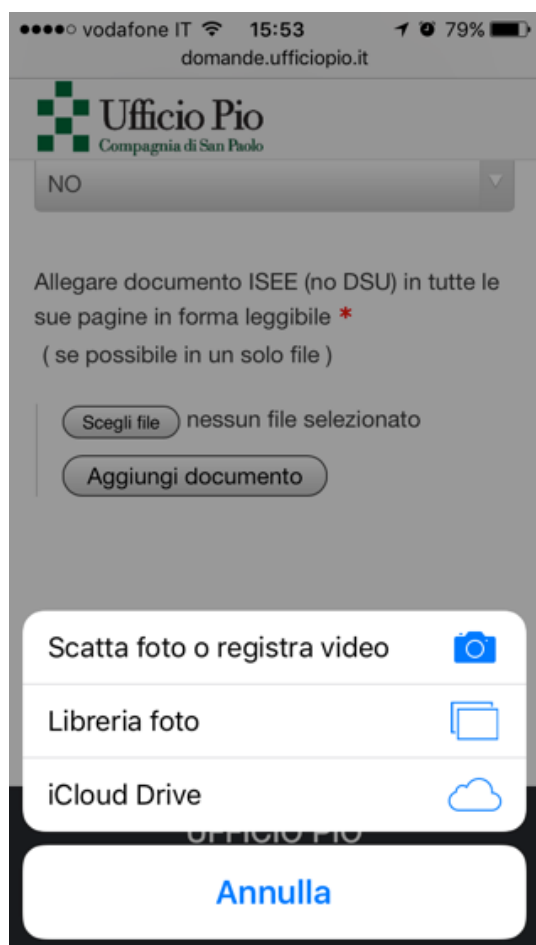 vodafone IT 15:53 79%
domande.ufficiopio.it
Ufficio Pio
Compagnia di San Paolo
NO
Allegare documento ISEE (no DSU) in tutte le
sue pagine in forma leggibile *
( se possibile in un solo file )
Scegli file nessun file selezionato
Aggiungi documento
Scatta foto o registra video
Libreria foto
iCloud Drive
UFFICIO PIO
Annulla